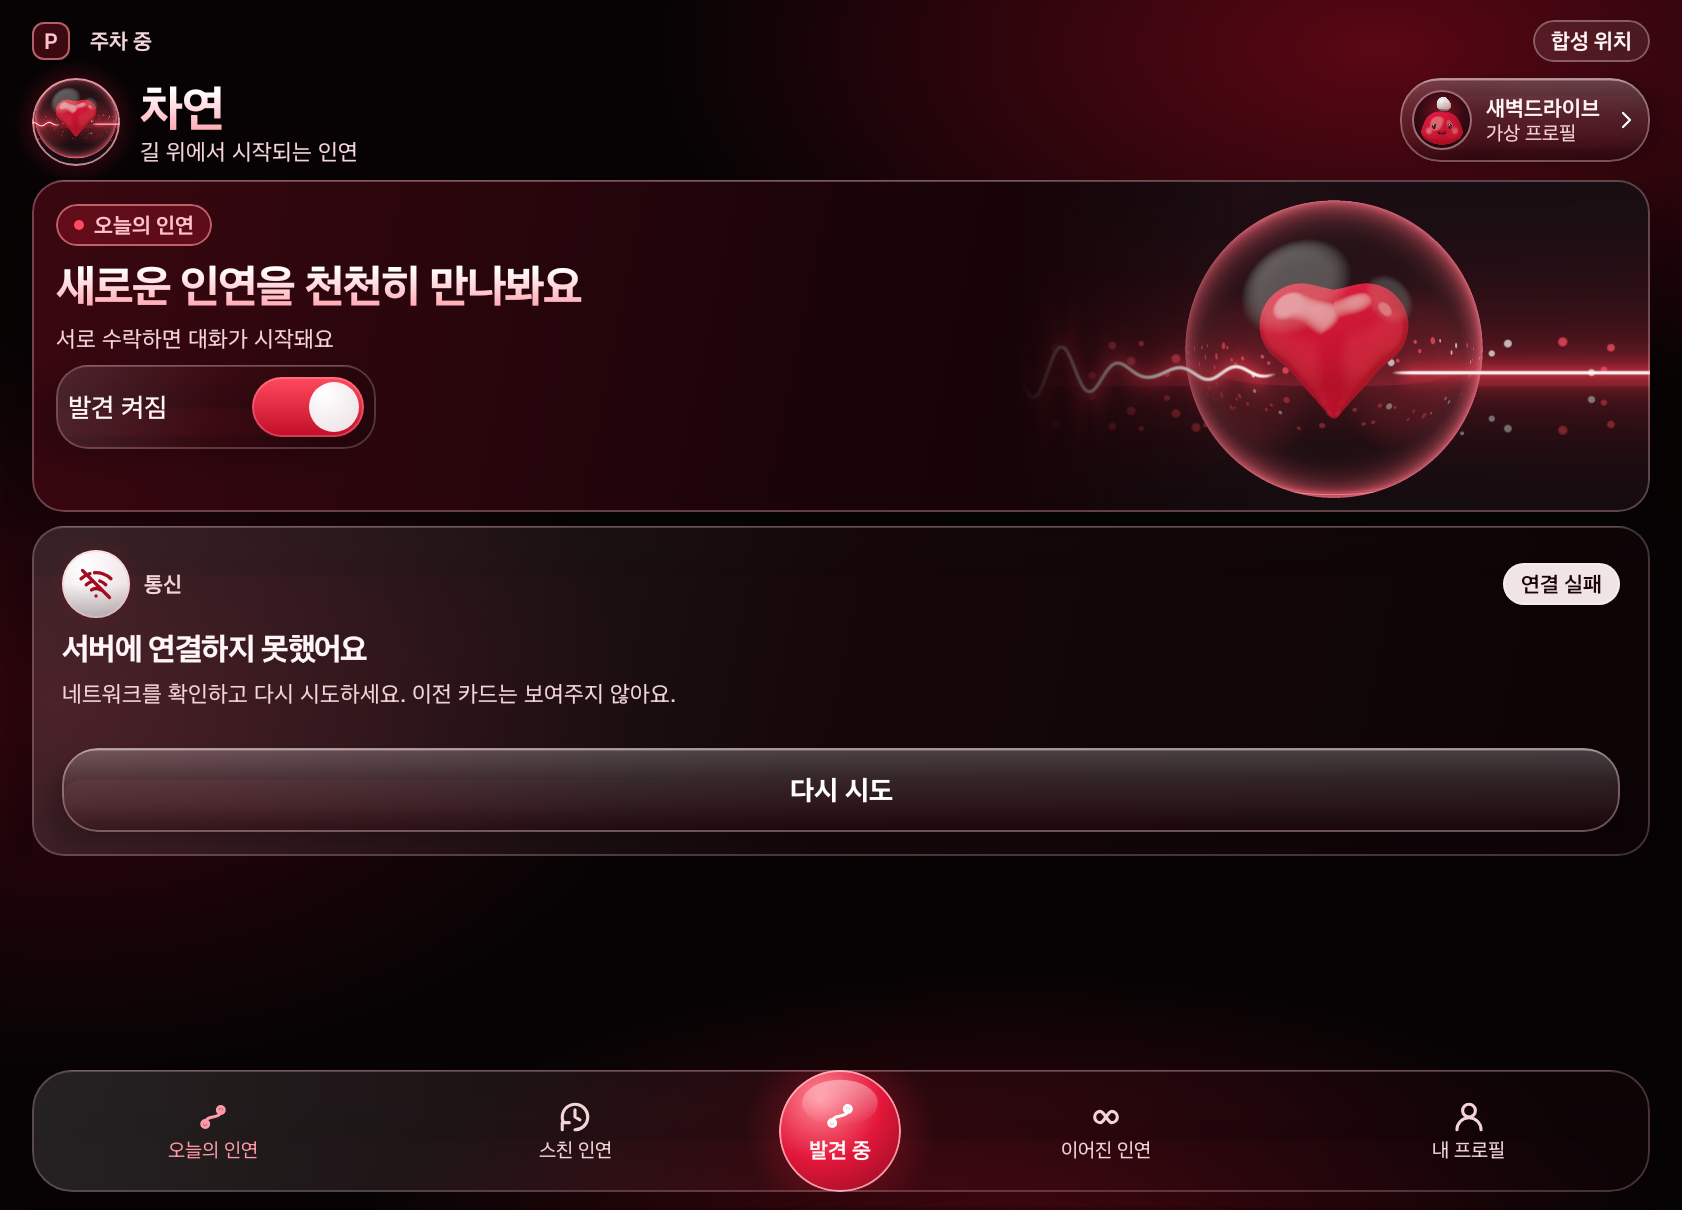 P 주차 중
합성 위치
차연
길 위에서 시작되는 인연
새벽드라이브
가상 프로필
오늘의 인연
새로운 인연을 천천히 만나봐요
서로 수락하면 대화가 시작돼요
발견 켜짐
통신
연결 실패
서버에 연결하지 못했어요
네트워크를 확인하고 다시 시도하세요. 이전 카드는 보여주지 않아요.
다시 시도
오늘의 인연
스친 인연
발견 중
이어진 인연
내 프로필